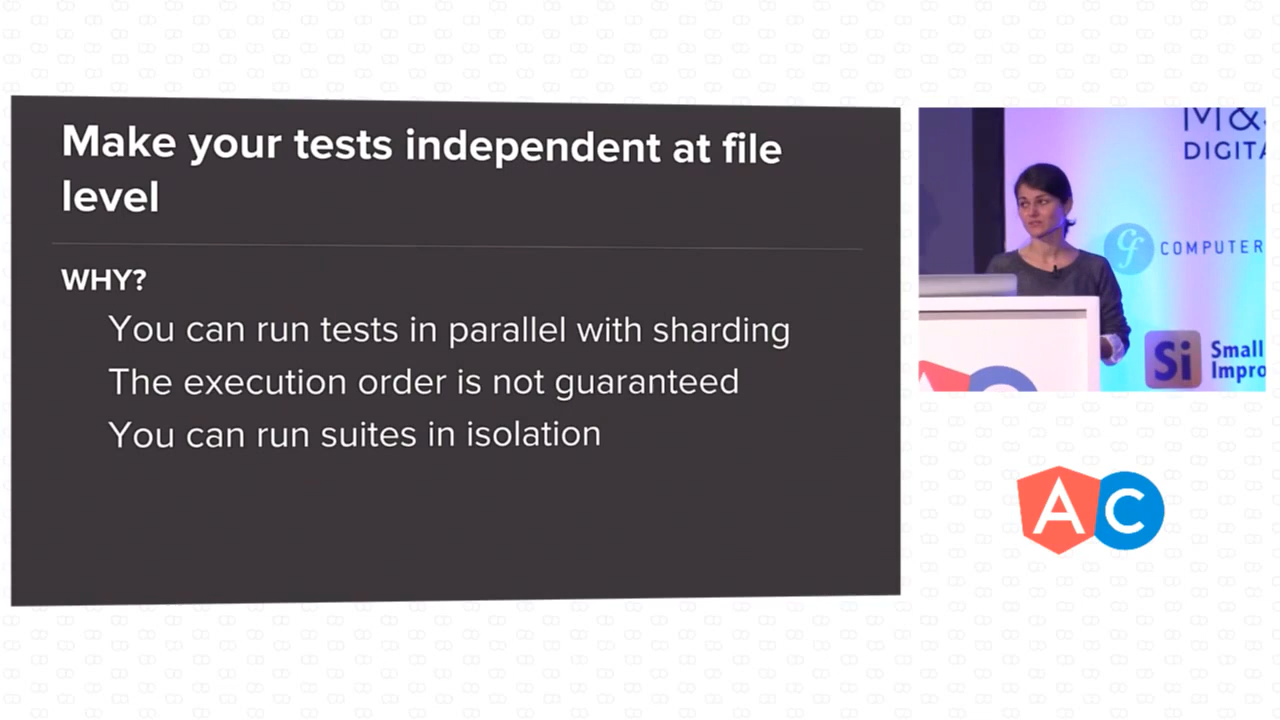 Make your tests independent at file
level
WHY?
You can run tests in parallel with sharding
The execution order is not guaranteed
You can run suites in isolation
M&
DIGITA
cf COMPUTER
Si Small
Impro
A C